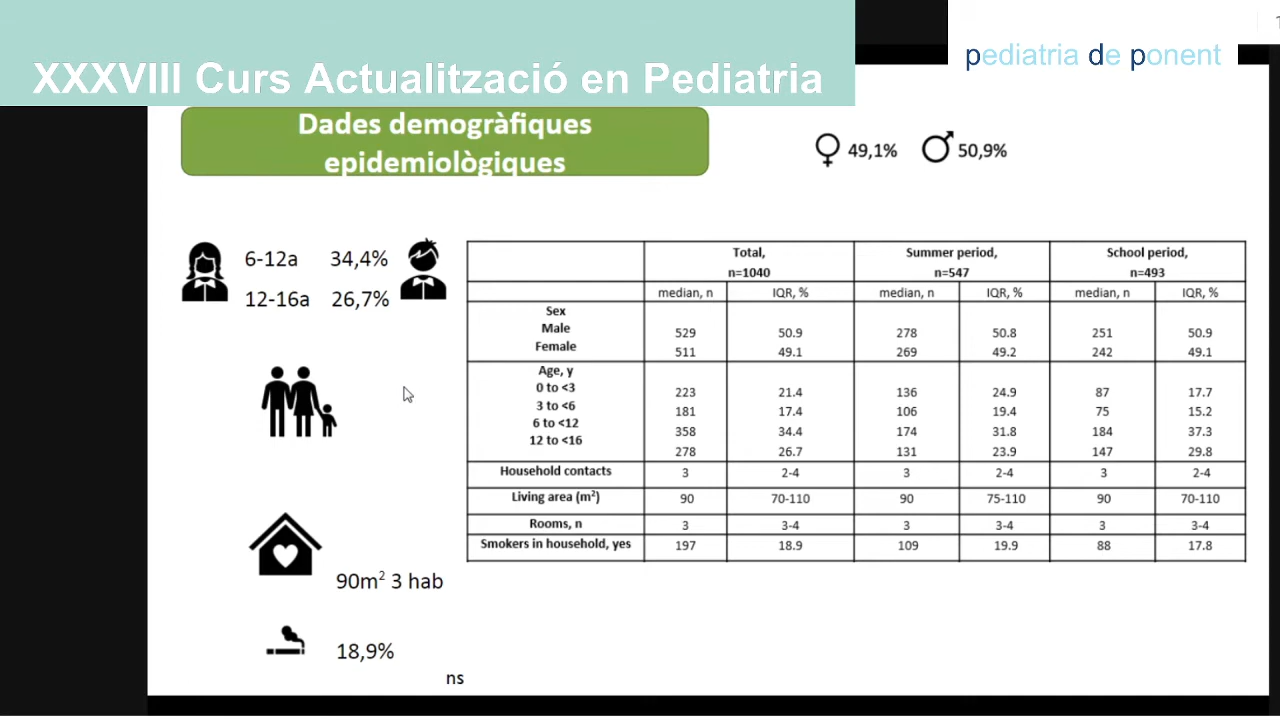 XXXVIII Curs Actualització en Pediatria
pediatria de ponent
Dades demogràfiques
epidemiològiques
49,1% 50,9%
6-12a 34,4%
12-16a 26,7%
90m² 3 hab
18,9%
ns
Total, Summer period, School period,
n=1040 n=547 n=493
median, n IQR, % median, n IQR, % median, n IQR, %
Sex
Male 529 50.9 278 50.8 251 50.9
Female 511 49.1 269 49.2 242 49.1
Age, y
0 to <3 223 21.4 136 24.9 87 17.7
3 to <6 181 17.4 106 19.4 75 15.2
6 to <12 358 34.4 174 31.8 184 37.3
12 to <16 278 26.7 131 23.9 147 29.8
Household contacts 3 2-4 3 2-4 3 2-4
Living area (m²) 90 70-110 90 75-110 90 70-110
Rooms, n 3 3-4 3 3-4 3 3-4
Smokers in household, yes 197 18.9 109 19.9 88 17.8